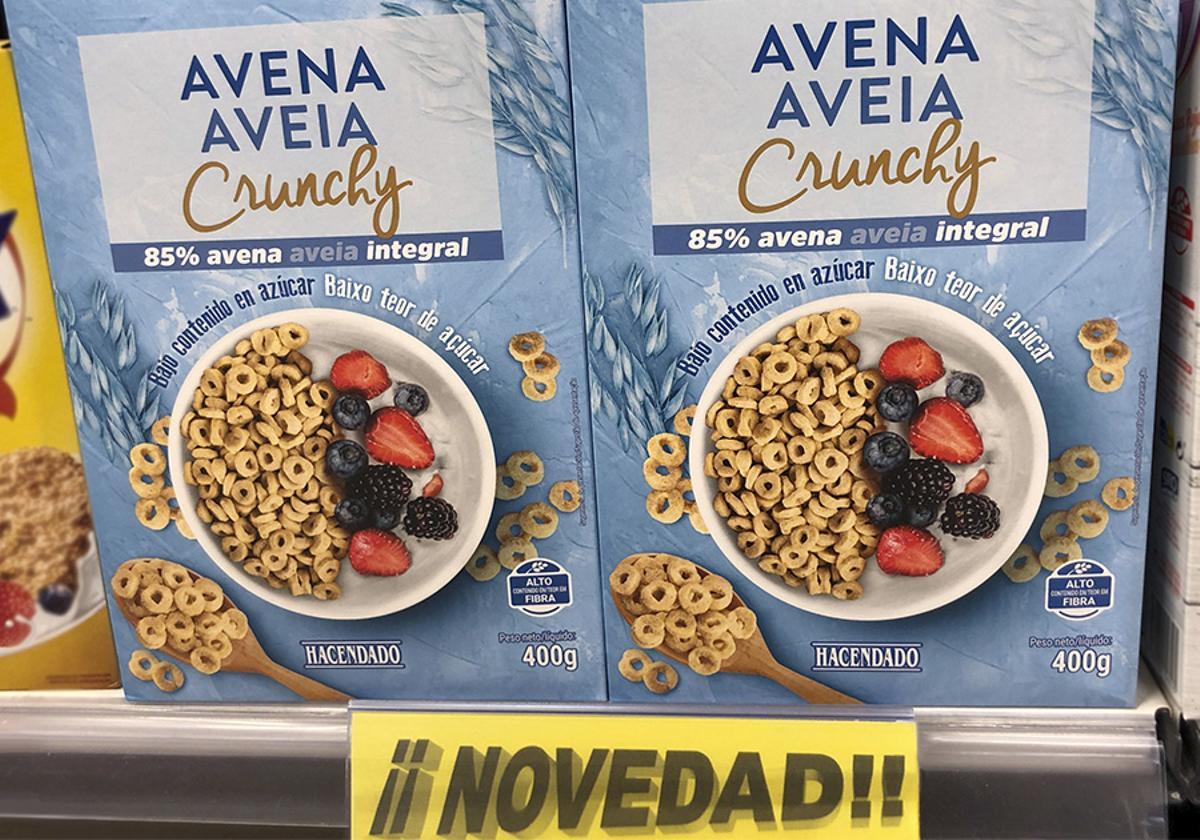 AVENA
AVEIA
Crunchy
85% avena aveia integral
Bajo contenido en azúcar Baixo teor de açúcar
ALTO
CONTENIDO EN/TEOR EM
FIBRA
HACENDADO
Peso neto/líquido:
400g
AVENA
AVEIA
Crunchy
85% avena aveia integral
Bajo contenido en azúcar Baixo teor de açúcar
ALTO
CONTENIDO EN/TEOR EM
FIBRA
HACENDADO
Peso neto/líquido:
400g
¡¡NOVEDAD!!